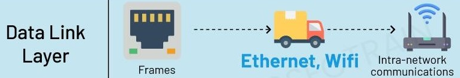 Data Link
Layer
Frames
Ethernet, Wifi
Intra-network
communications